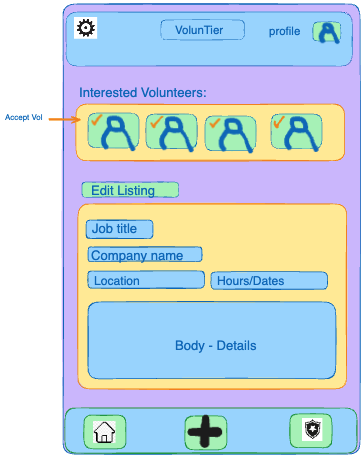 VolunTier
profile
Interested Volunteers:
Accept Vol
Edit Listing
Job title
Company name
Location
Hours/Dates
Body - Details